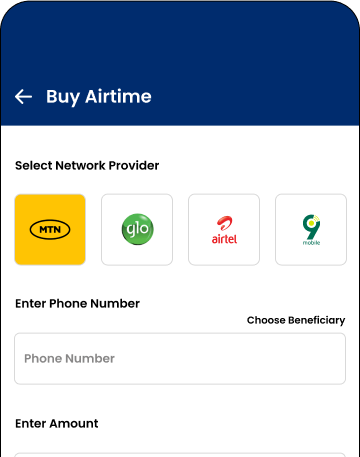 Buy Airtime
Select Network Provider
MTN
glo
airtel
9
mobile
Enter Phone Number
Choose Beneficiary
Phone Number
Enter Amount